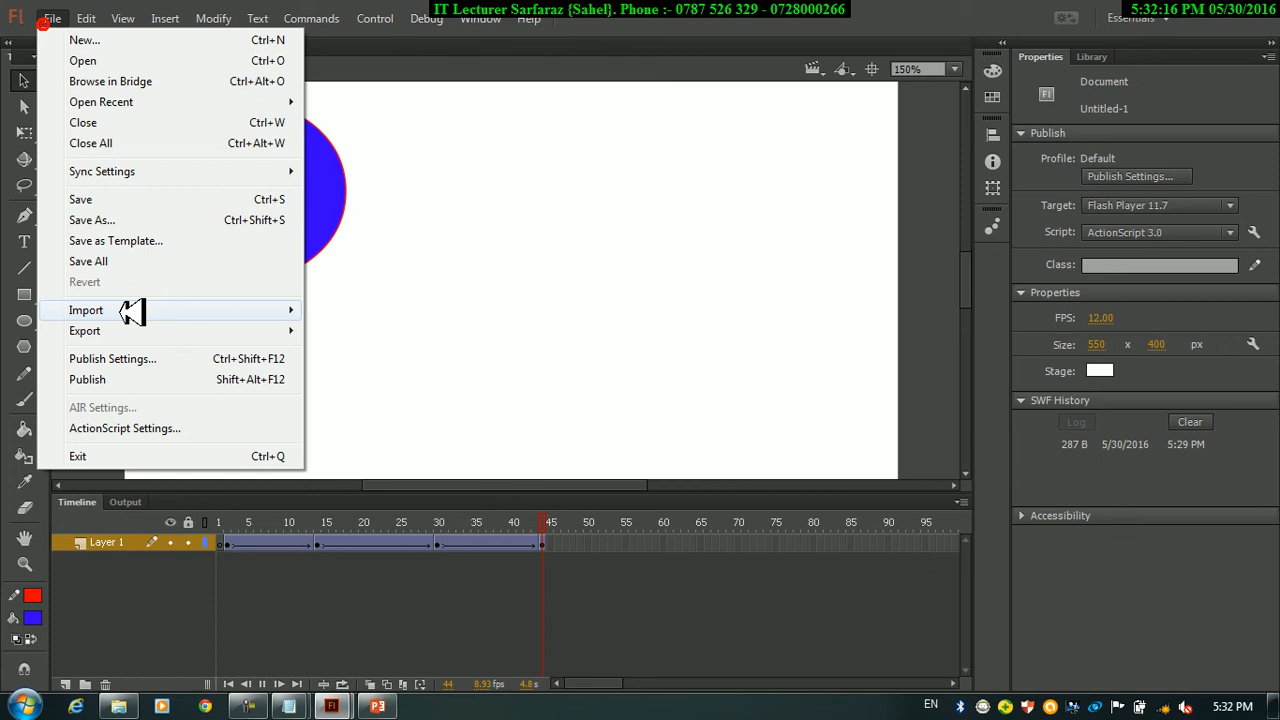 IT Lecturer Sarfaraz {Sahel}. Phone :- 0787 526 329 - 0728000266
5:32:16 PM 05/30/2016
Fl File Edit View Insert Modify Text Commands Control Debug Window Help Essentials
New... Ctrl+N
Open Ctrl+O
Browse in Bridge Ctrl+Alt+O
Open Recent
Close Ctrl+W
Close All Ctrl+Alt+W
Sync Settings
Save Ctrl+S
Save As... Ctrl+Shift+S
Save as Template...
Save All
Revert
Import
Export
Publish Settings... Ctrl+Shift+F12
Publish Shift+Alt+F12
AIR Settings...
ActionScript Settings...
Exit Ctrl+Q
150%
Properties Library
Fl Document
Untitled-1
Publish
Profile: Default
Publish Settings...
Target: Flash Player 11.7
Script: ActionScript 3.0
Class:
Properties
FPS: 12.00
Size: 550 x 400 px
Stage:
SWF History
Log Clear
287 B 5/30/2016 5:29 PM
Accessibility
Timeline Output
1 5 10 15 20 25 30 35 40 45 50 55 60 65 70 75 80 85 90 95
Layer 1
44 8.93fps 4.8s
EN 5:32 PM